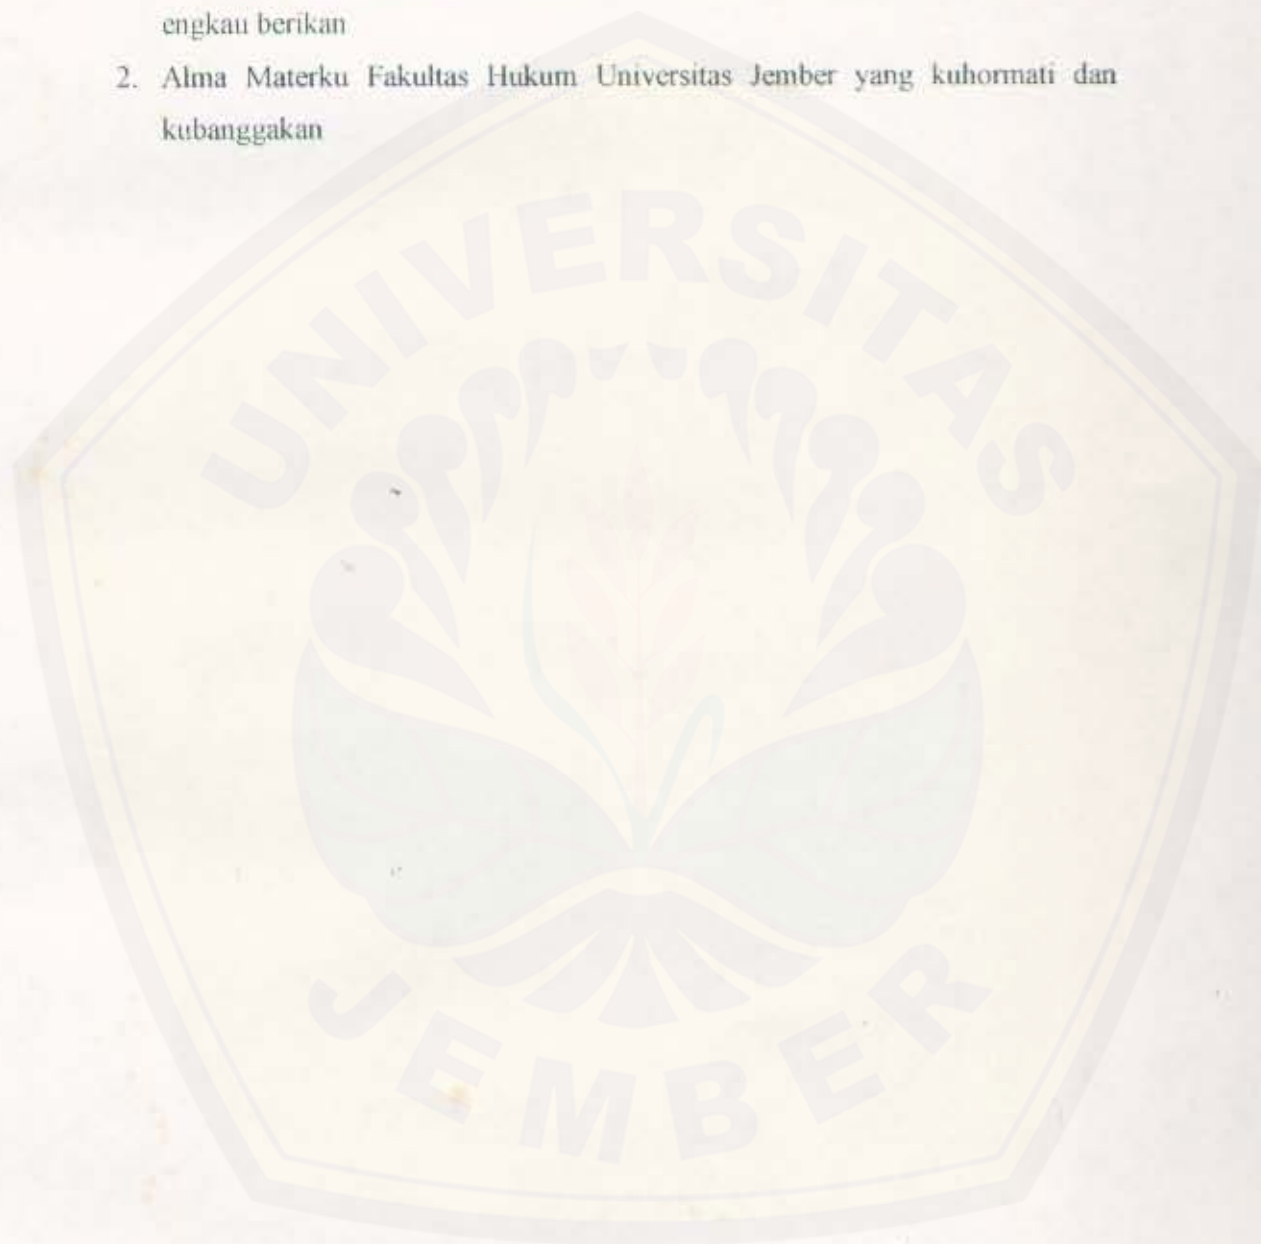 engkau berikan
2. Alma Materku Fakultas Hukum Universitas Jember yang kuhormati dan
kubanggakan
UNIVERSITAS
JEMBER